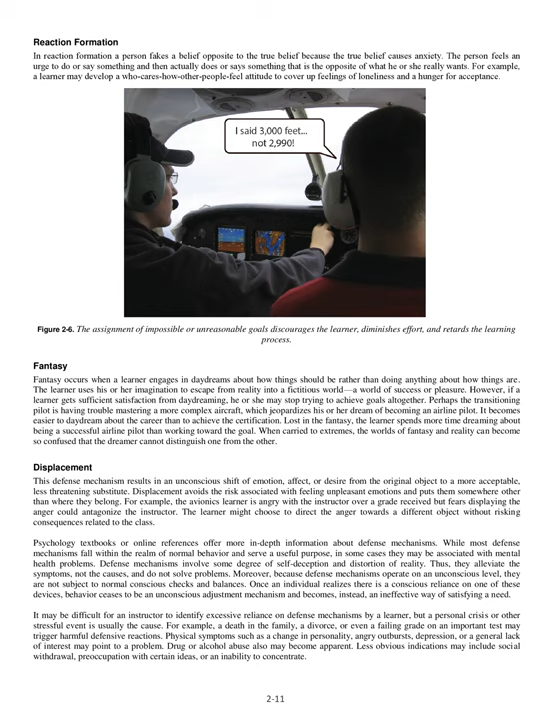 Reaction Formation
In reaction formation a person fakes a belief opposite to the true belief because the true belief causes anxiety. The person feels an
urge to do or say something and then actually does or says something that is the opposite of what he or she really wants. For example,
a learner may develop a who-cares-how-other-people-feel attitude to cover up feelings of loneliness and a hunger for acceptance.
I said 3,000 feet...
not 2,990!
Figure 2-6. The assignment of impossible or unreasonable goals discourages the learner, diminishes effort, and retards the learning
process.
Fantasy
Fantasy occurs when a learner engages in daydreams about how things should be rather than doing anything about how things are.
The learner uses his or her imagination to escape from reality into a fictitious world—a world of success or pleasure. However, if a
learner gets sufficient satisfaction from daydreaming, he or she may stop trying to achieve goals altogether. Perhaps the transitioning
pilot is having trouble mastering a more complex aircraft, which jeopardizes his or her dream of becoming an airline pilot. It becomes
easier to daydream about the career than to achieve the certification. Lost in the fantasy, the learner spends more time dreaming about
being a successful airline pilot than working toward the goal. When carried to extremes, the worlds of fantasy and reality can become
so confused that the dreamer cannot distinguish one from the other.
Displacement
This defense mechanism results in an unconscious shift of emotion, affect, or desire from the original object to a more acceptable,
less threatening substitute. Displacement avoids the risk associated with feeling unpleasant emotions and puts them somewhere other
than where they belong. For example, the avionics learner is angry with the instructor over a grade received but fears displaying the
anger could antagonize the instructor. The learner might choose to direct the anger towards a different object without risking
consequences related to the class.
Psychology textbooks or online references offer more in-depth information about defense mechanisms. While most defense
mechanisms fall within the realm of normal behavior and serve a useful purpose, in some cases they may be associated with mental
health problems. Defense mechanisms involve some degree of self-deception and distortion of reality. Thus, they alleviate the
symptoms, not the causes, and do not solve problems. Moreover, because defense mechanisms operate on an unconscious level, they
are not subject to normal conscious checks and balances. Once an individual realizes there is a conscious reliance on one of these
devices, behavior ceases to be an unconscious adjustment mechanism and becomes, instead, an ineffective way of satisfying a need.
It may be difficult for an instructor to identify excessive reliance on defense mechanisms by a learner, but a personal crisis or other
stressful event is usually the cause. For example, a death in the family, a divorce, or even a failing grade on an important test may
trigger harmful defensive reactions. Physical symptoms such as a change in personality, angry outbursts, depression, or a general lack
of interest may point to a problem. Drug or alcohol abuse also may become apparent. Less obvious indications may include social
withdrawal, preoccupation with certain ideas, or an inability to concentrate.
2-11